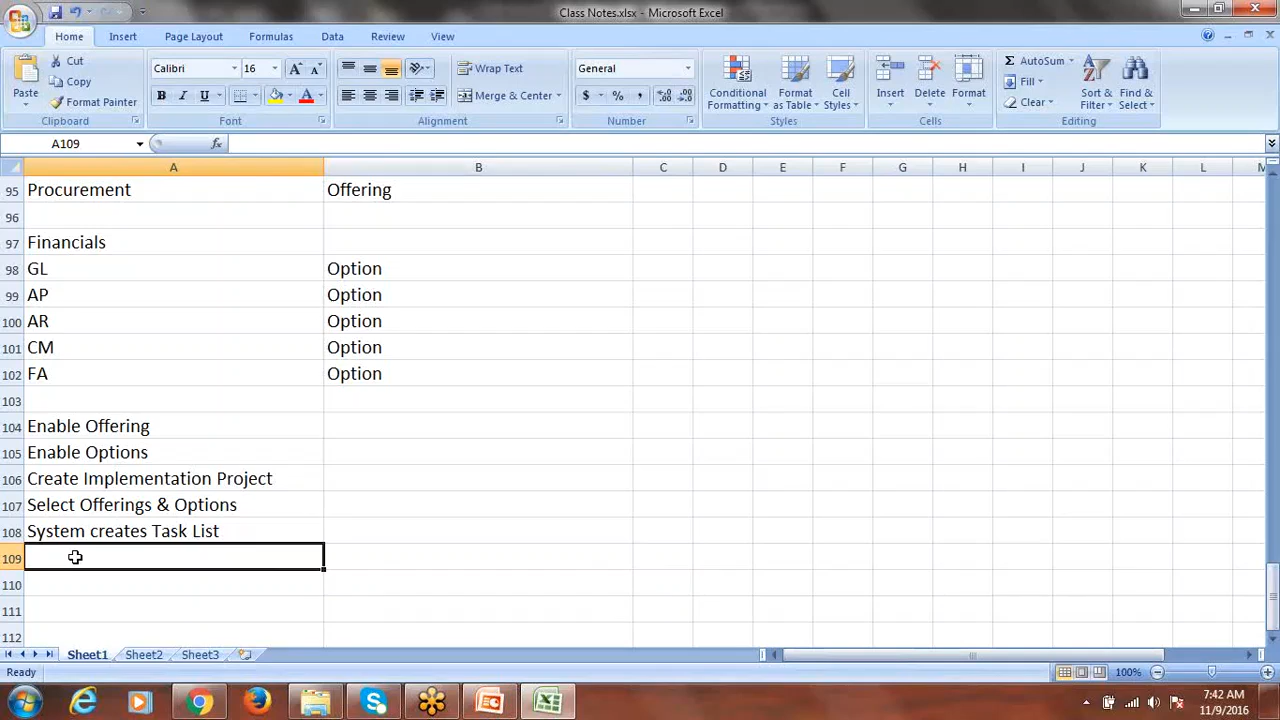 Class Notes.xlsx - Microsoft Excel
Home Insert Page Layout Formulas Data Review View
Paste
Cut
Copy
Format Painter
Clipboard
Calibri 16
B I U
Font
Wrap Text
Merge & Center
Alignment
General
$ % ,
Number
Conditional Formatting
Format as Table
Cell Styles
Styles
Insert Delete Format
Cells
AutoSum
Fill
Clear
Sort & Filter
Find & Select
Editing
A109 fx
A B C D E F G H I J K L M
95 Procurement Offering
96
97 Financials
98 GL Option
99 AP Option
100 AR Option
101 CM Option
102 FA Option
103
104 Enable Offering
105 Enable Options
106 Create Implementation Project
107 Select Offerings & Options
108 System creates Task List
109
110
111
112
Sheet1 Sheet2 Sheet3
Ready 100%
7:42 AM
11/9/2016